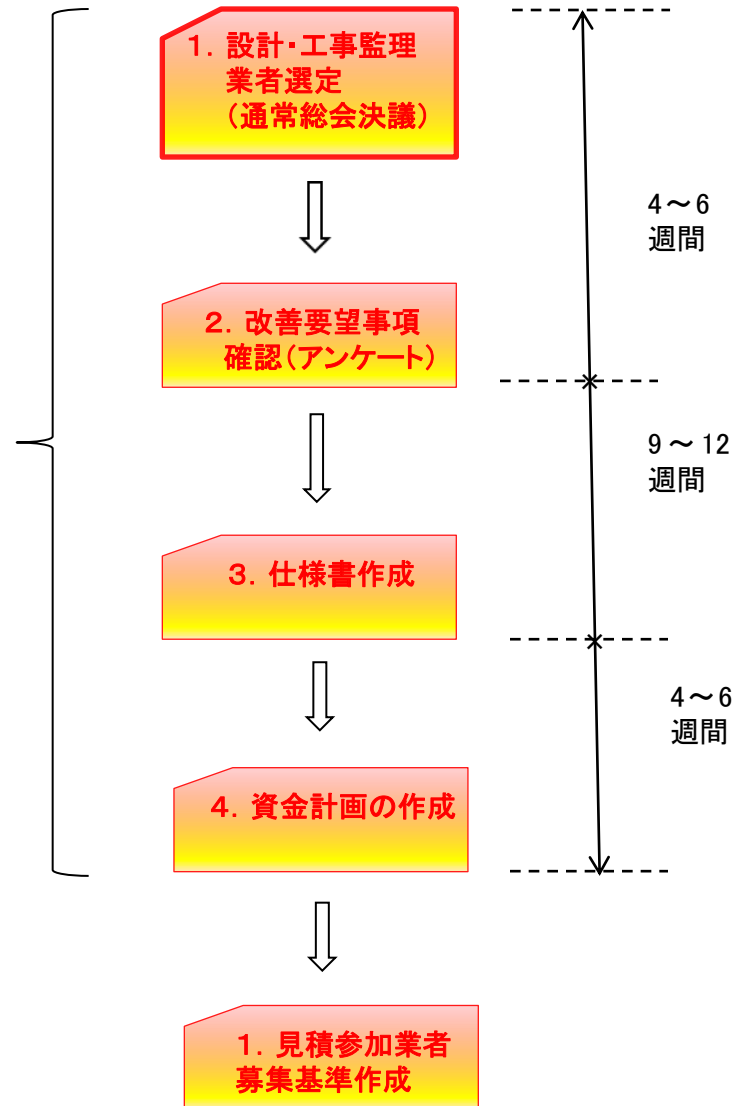 1．設計・工事監理
業者選定
（通常総会決議）
4～6
週間
2．改善要望事項
確認（アンケート）
9～12
週間
3．仕様書作成
4～6
週間
4．資金計画の作成
1．見積参加業者
募集基準作成